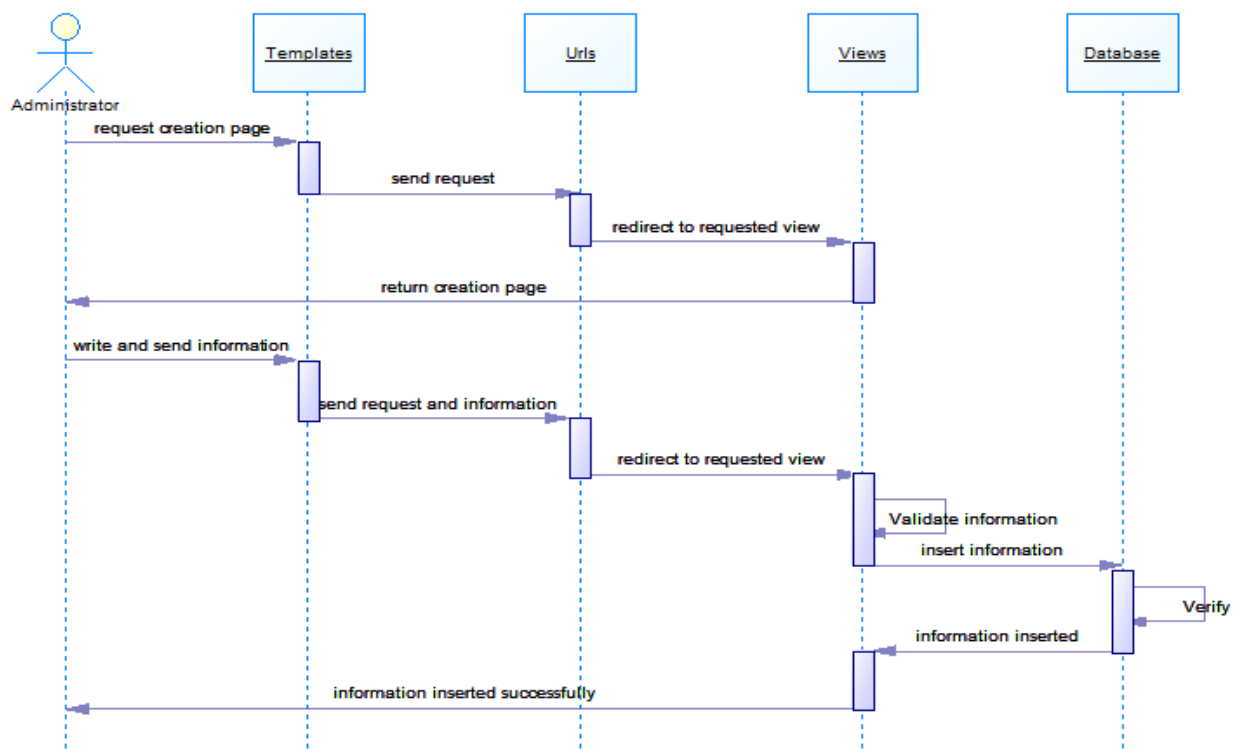 Templates
Urls
Views
Database
Administrator
request creation page
send request
redirect to requested view
return creation page
write and send information
send request and information
redirect to requested view
Validate information
insert information
Verify
information inserted
information inserted successfully